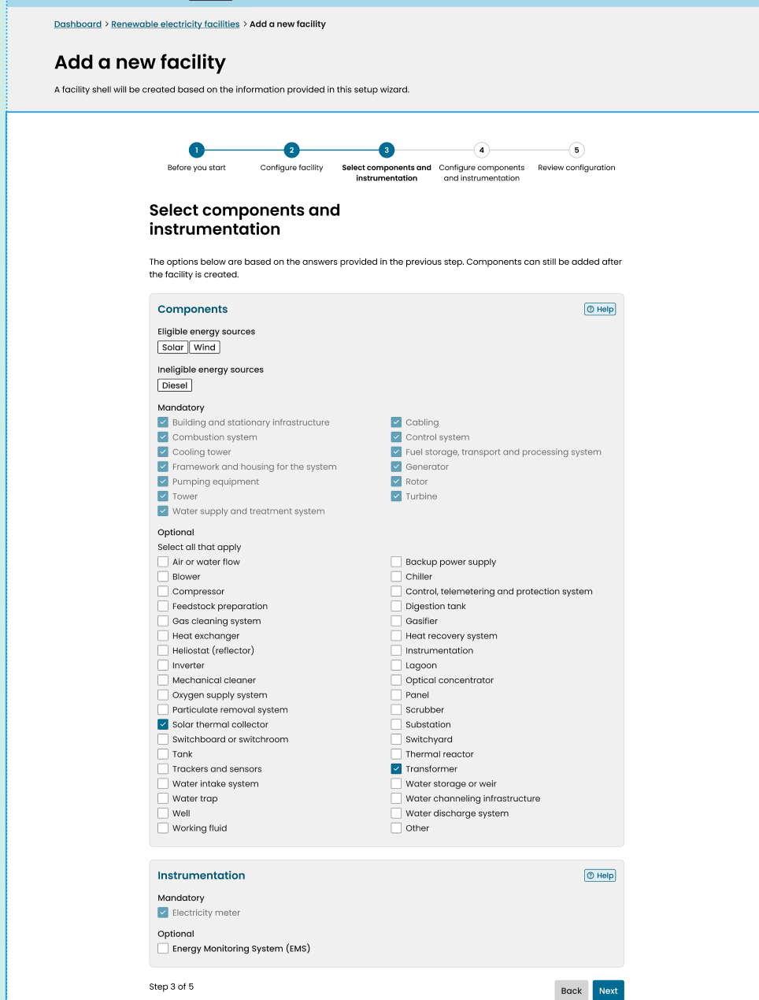 Dashboard > Renewable electricity facilities > Add a new facility
Add a new facility
A facility shell will be created based on the information provided in this setup wizard.
1 2 3 4 5
Before you start
Configure facility
Select components and
instrumentation
Configure components
and instrumentation
Review configuration
Select components and
instrumentation
The options below are based on the answers provided in the previous step. Components can still be added after
the facility is created.
Components
Help
Eligible energy sources
Solar Wind
Ineligible energy sources
Diesel
Mandatory
Building and stationary infrastructure
Cabling
Combustion system
Control system
Cooling tower
Fuel storage, transport and processing system
Framework and housing for the system
Generator
Pumping equipment
Rotor
Tower
Turbine
Water supply and treatment system
Optional
Select all that apply
Air or water flow
Backup power supply
Blower
Chiller
Compressor
Control, telemetering and protection system
Feedstock preparation
Digestion tank
Gas cleaning system
Gasifier
Heat exchanger
Heat recovery system
Heliostat (reflector)
Instrumentation
Inverter
Lagoon
Mechanical cleaner
Optical concentrator
Oxygen supply system
Panel
Particulate removal system
Scrubber
Solar thermal collector
Substation
Switchboard or switchroom
Switchyard
Tank
Thermal reactor
Trackers and sensors
Transformer
Water intake system
Water storage or weir
Water trap
Water channeling infrastructure
Well
Water discharge system
Working fluid
Other
Instrumentation
Help
Mandatory
Electricity meter
Optional
Energy Monitoring System (EMS)
Step 3 of 5
Back
Next